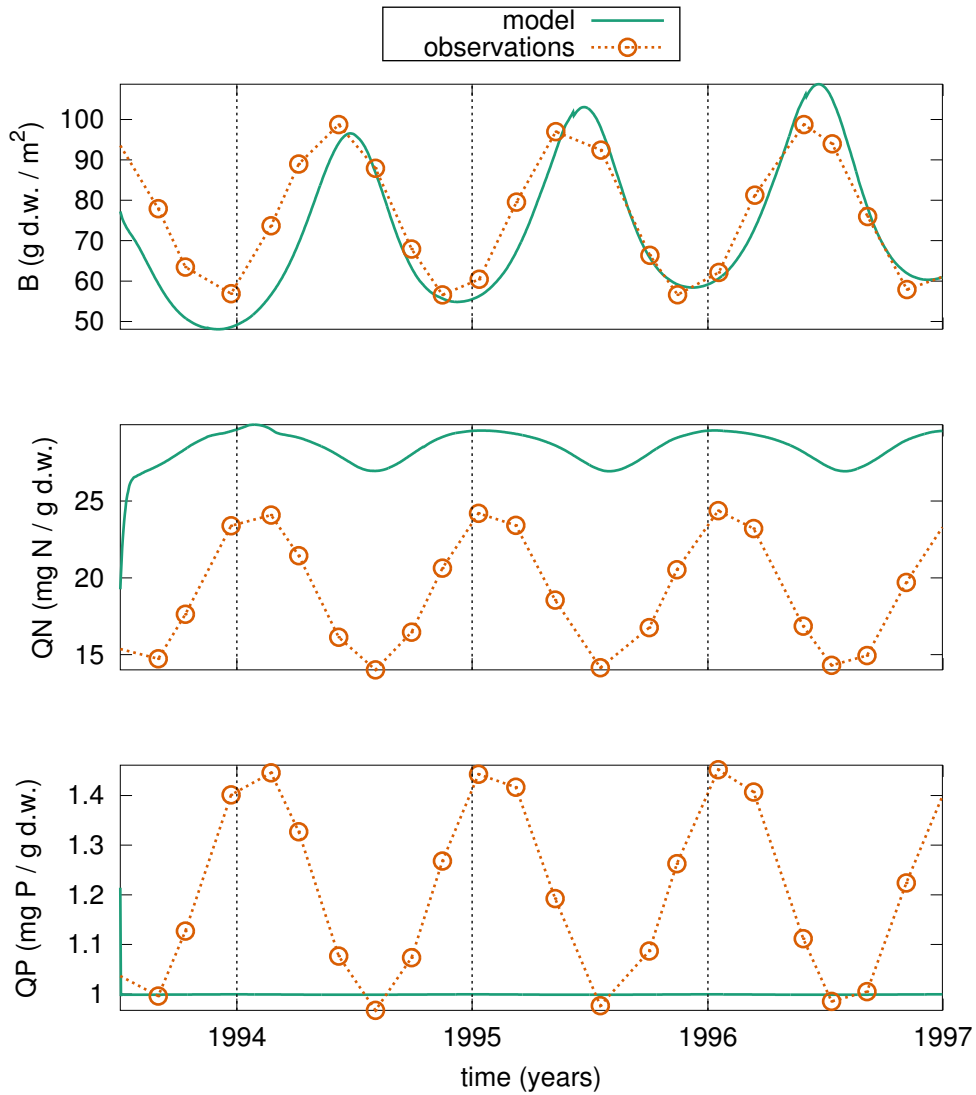 model
observations
B (g d.w. / m²)
100
90
80
70
60
50
QN (mg N / g d.w.)
25
20
15
QP (mg P / g d.w.)
1.4
1.3
1.2
1.1
1
1994 1995 1996 1997
time (years)